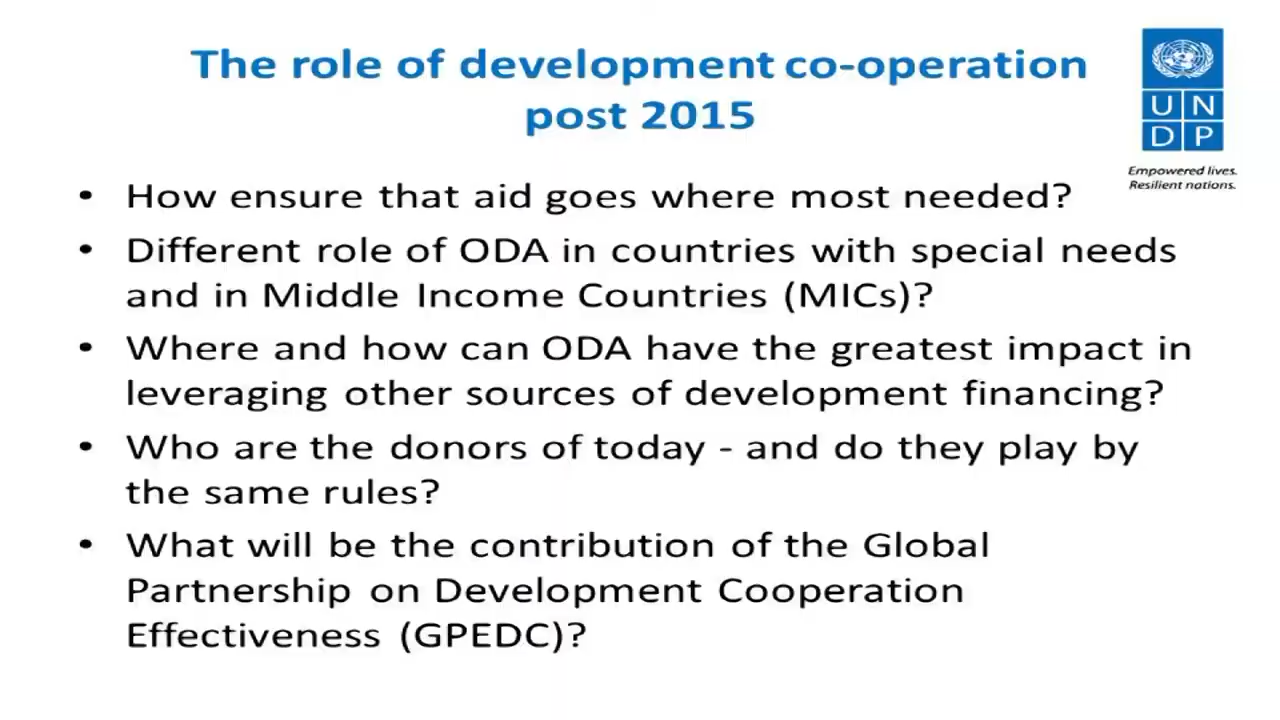 The role of development co-operation
post 2015
U N
D P
Empowered lives.
Resilient nations.
• How ensure that aid goes where most needed?
• Different role of ODA in countries with special needs
and in Middle Income Countries (MICs)?
• Where and how can ODA have the greatest impact in
leveraging other sources of development financing?
• Who are the donors of today - and do they play by
the same rules?
• What will be the contribution of the Global
Partnership on Development Cooperation
Effectiveness (GPEDC)?